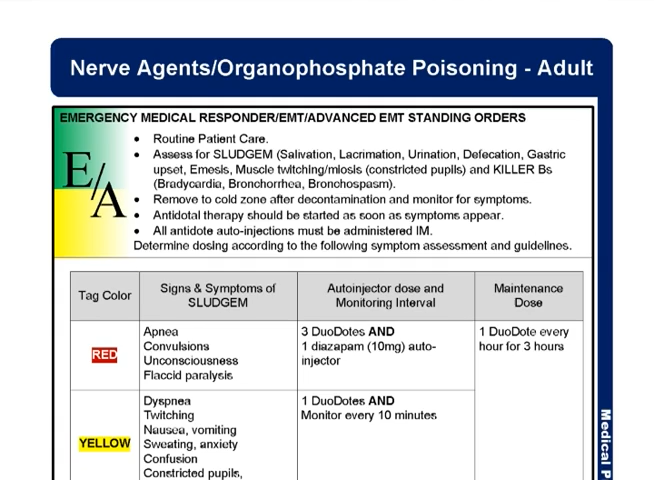 Nerve Agents/Organophosphate Poisoning - Adult
EMERGENCY MEDICAL RESPONDER/EMT/ADVANCED EMT STANDING ORDERS
E/A
• Routine Patient Care.
• Assess for SLUDGEM (Salivation, Lacrimation, Urination, Defecation, Gastric
upset, Emesis, Muscle twitching/miosis (constricted pupils) and KILLER Bs
(Bradycardia, Bronchorrhea, Bronchospasm).
• Remove to cold zone after decontamination and monitor for symptoms.
• Antidotal therapy should be started as soon as symptoms appear.
• All antidote auto-injections must be administered IM.
Determine dosing according to the following symptom assessment and guidelines.
Tag Color
Signs & Symptoms of
SLUDGEM
Autoinjector dose and
Monitoring Interval
Maintenance
Dose
RED
Apnea
Convulsions
Unconsciousness
Flaccid paralysis
3 DuoDotes AND
1 diazapam (10mg) auto-
injector
1 DuoDote every
hour for 3 hours
YELLOW
Dyspnea
Twitching
Nausea, vomiting
Sweating, anxiety
Confusion
Constricted pupils,
1 DuoDotes AND
Monitor every 10 minutes
Medical P